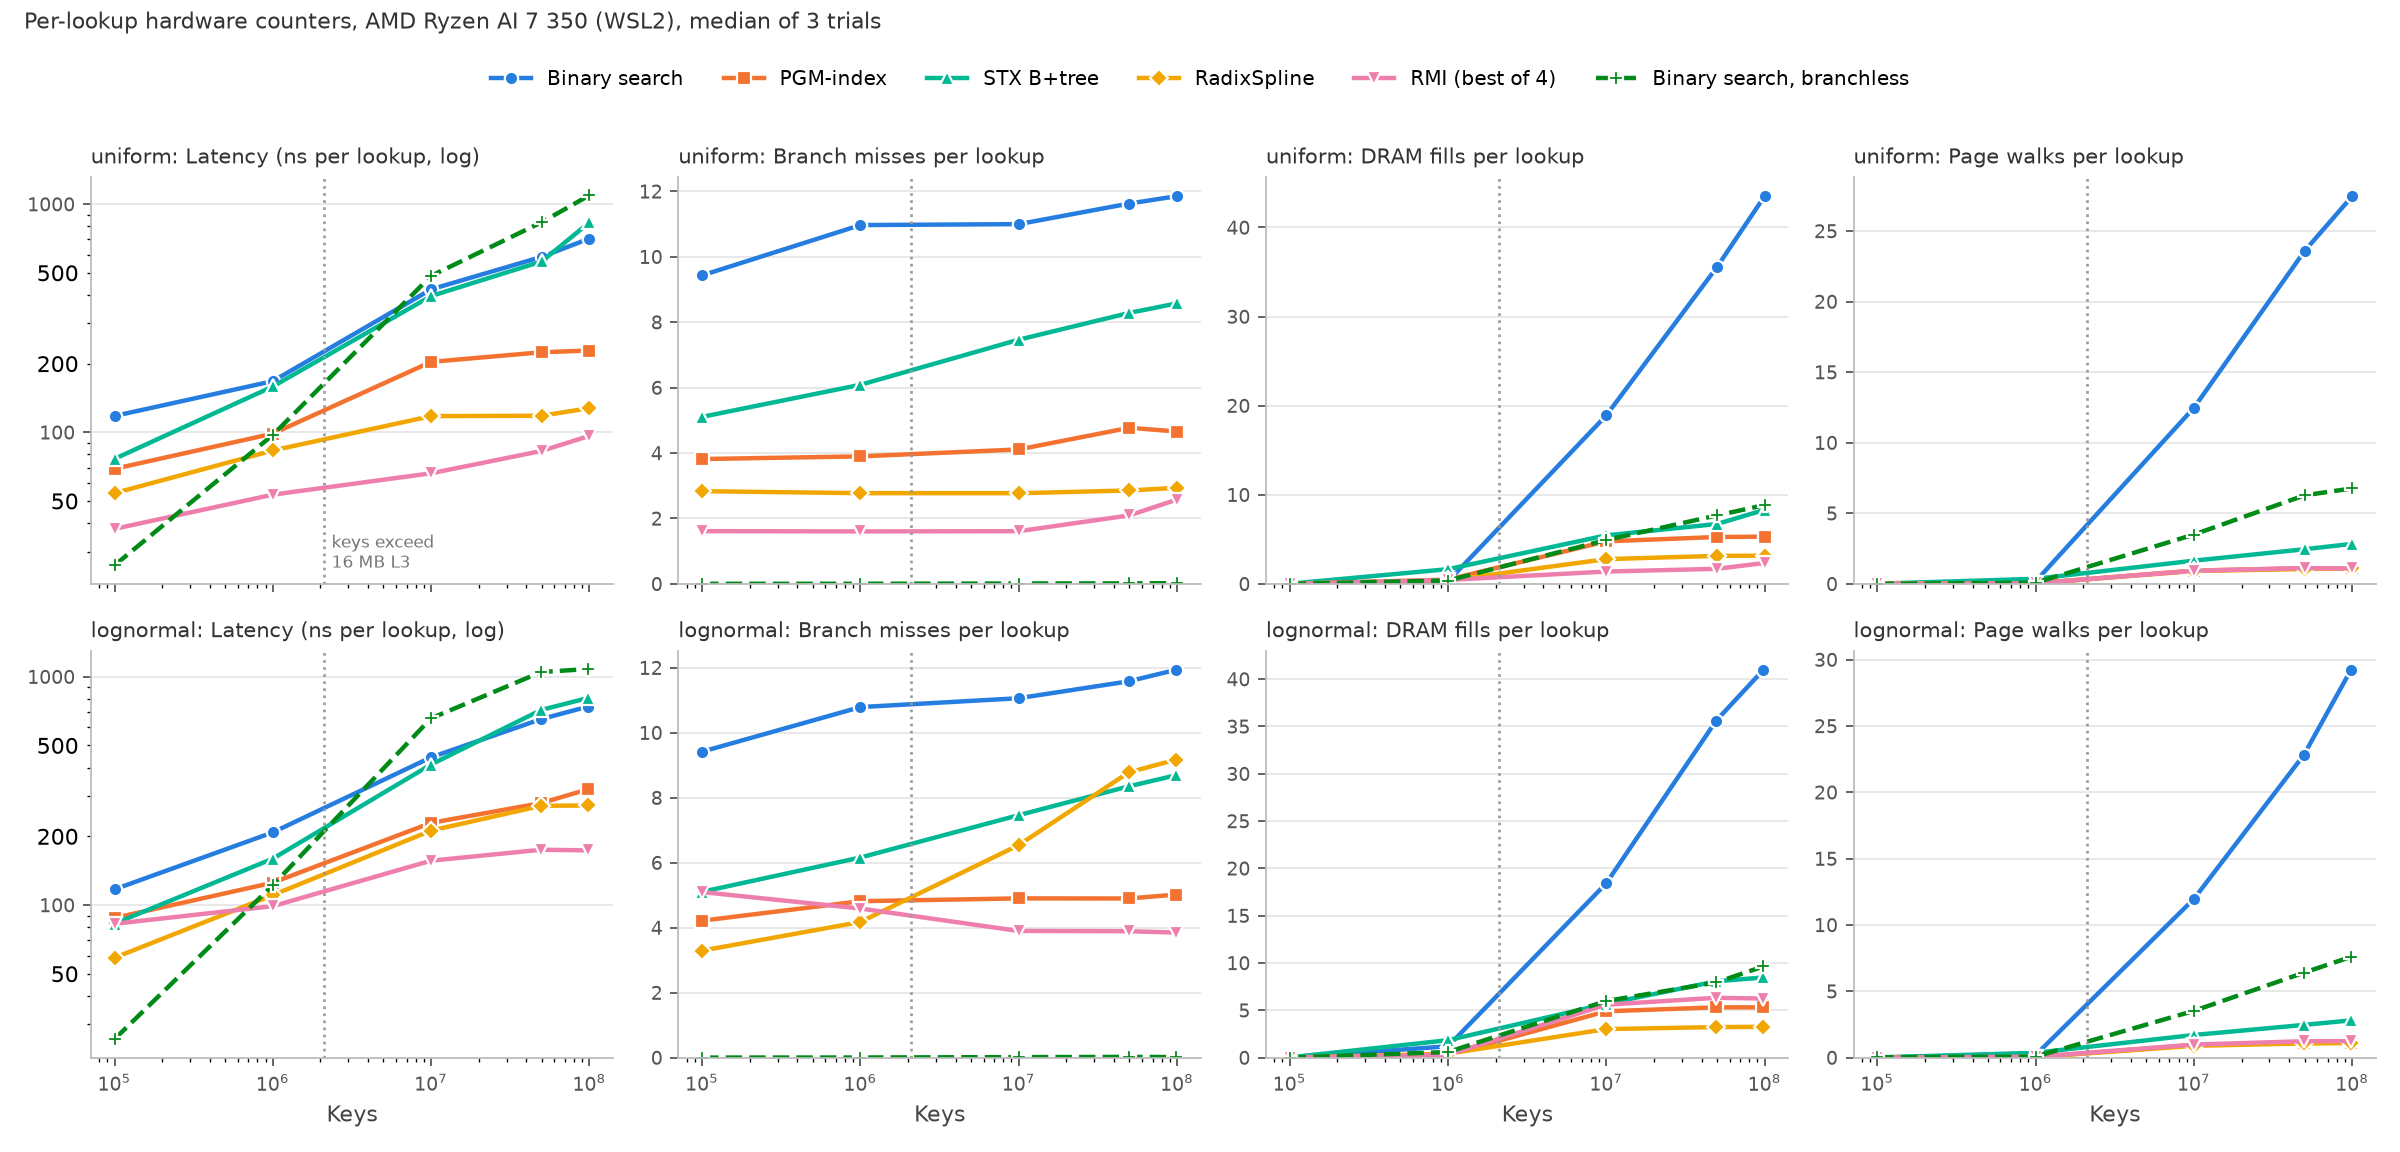 Per-lookup hardware counters, AMD Ryzen AI 7 350 (WSL2), median of 3 trials
Binary search PGM-index STX B+tree RadixSpline RMI (best of 4) Binary search, branchless
uniform: Latency (ns per lookup, log)
1000
500
200
100
50
keys exceed
16 MB L3
uniform: Branch misses per lookup
12
10
8
6
4
2
0
uniform: DRAM fills per lookup
40
30
20
10
0
uniform: Page walks per lookup
25
20
15
10
5
0
lognormal: Latency (ns per lookup, log)
1000
500
200
100
50
10⁵ 10⁶ 10⁷ 10⁸
Keys
lognormal: Branch misses per lookup
12
10
8
6
4
2
0
10⁵ 10⁶ 10⁷ 10⁸
Keys
lognormal: DRAM fills per lookup
40
35
30
25
20
15
10
5
0
10⁵ 10⁶ 10⁷ 10⁸
Keys
lognormal: Page walks per lookup
30
25
20
15
10
5
0
10⁵ 10⁶ 10⁷ 10⁸
Keys